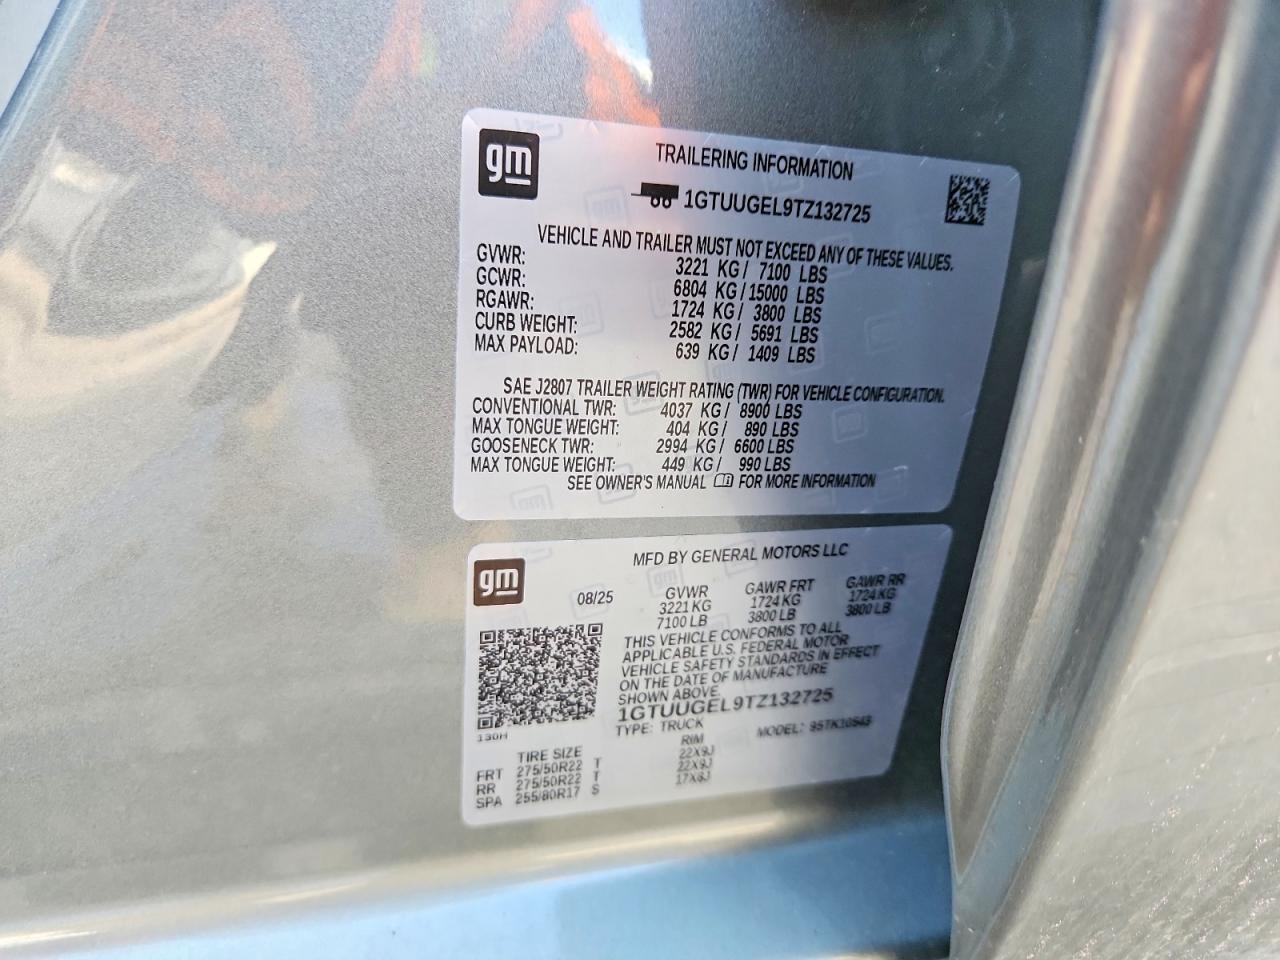 gm
TRAILERING INFORMATION
1GTUUGEL9TZ132725
VEHICLE AND TRAILER MUST NOT EXCEED ANY OF THESE VALUES.
GVWR: 3221 KG/ 7100 LBS
GCWR: 6804 KG/ 15000 LBS
RGAWR: 1724 KG/ 3800 LBS
CURB WEIGHT: 2582 KG/ 5691 LBS
MAX PAYLOAD: 639 KG/ 1409 LBS
SAE J2807 TRAILER WEIGHT RATING (TWR) FOR VEHICLE CONFIGURATION.
CONVENTIONAL TWR: 4037 KG/ 8900 LBS
MAX TONGUE WEIGHT: 404 KG/ 890 LBS
GOOSENECK TWR: 2994 KG/ 6600 LBS
MAX TONGUE WEIGHT: 449 KG/ 990 LBS
SEE OWNER'S MANUAL FOR MORE INFORMATION
gm
MFD BY GENERAL MOTORS LLC
08/25 GVWR GAWR FRT GAWR RR
3221 KG 1724 KG 1724 KG
7100 LB 3800 LB 3800 LB
THIS VEHICLE CONFORMS TO ALL
APPLICABLE U.S. FEDERAL MOTOR
VEHICLE SAFETY STANDARDS IN EFFECT
ON THE DATE OF MANUFACTURE
SHOWN ABOVE.
1GTUUGEL9TZ132725
TYPE: TRUCK MODEL:
130H
TIRE SIZE RIM
FRT 275/50R22 T 22X9J
RR 275/50R22 T 22X9J
SPA 255/80R17 S 17X8J